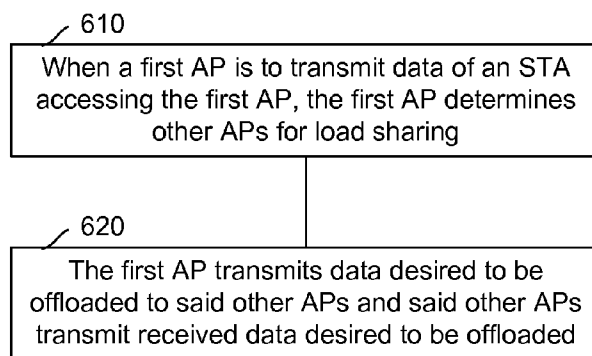 610
When a first AP is to transmit data of an STA
accessing the first AP, the first AP determines
other APs for load sharing
620
The first AP transmits data desired to be
offloaded to said other APs and said other APs
transmit received data desired to be offloaded